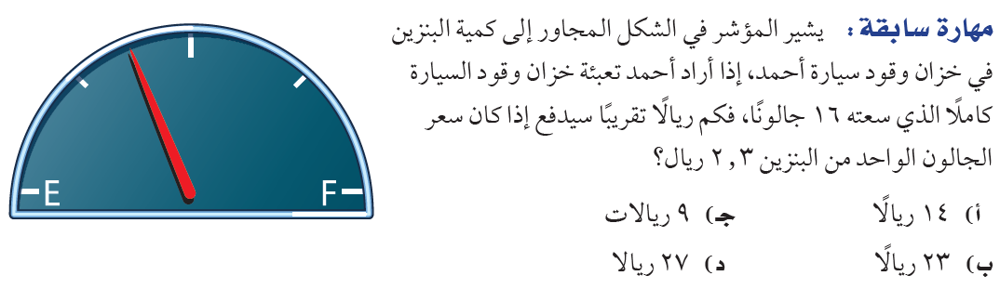 مهارة سابقة : يشير المؤشر في الشكل المجاور إلى كمية البنزين
في خزان وقود سيارة أحمد، إذا أراد أحمد تعبئة خزان وقود السيارة
كاملًا الذي سعته ١٦ جالونًا، فكم ريالًا تقريبًا سيدفع إذا كان سعر
الجالون الواحد من البنزين ٢,٣ ريال؟
أ) ١٤ ريالًا جـ) ٩ ريالات
ب) ٢٣ ريالًا د) ٢٧ ريالا
E F